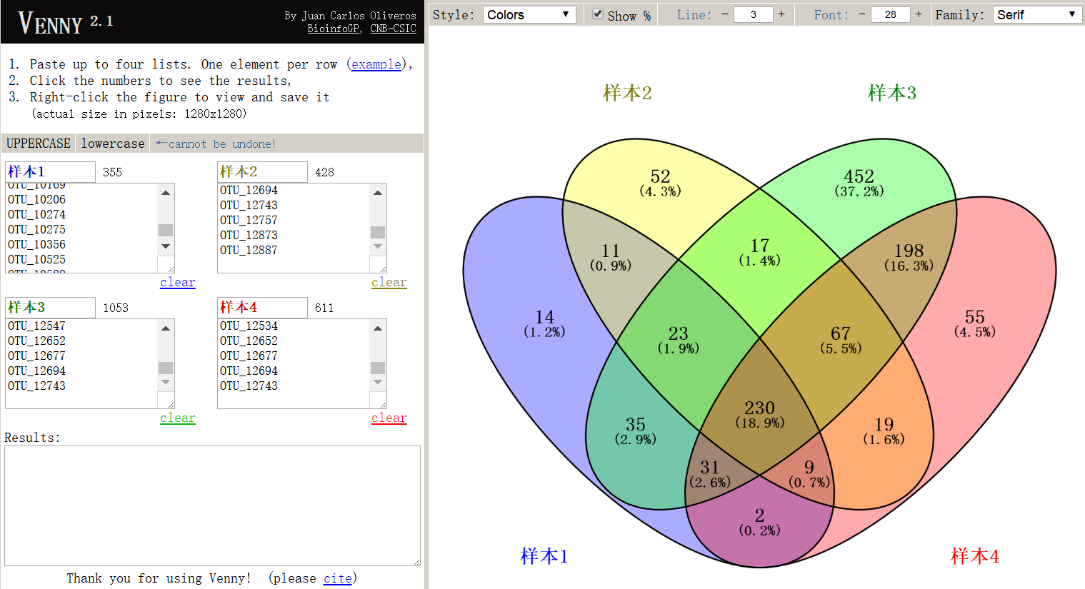 VENNY 2.1
By Juan Carlos Oliveros
BioinfoGP, CNB-CSIC
1. Paste up to four lists. One element per row (example),
2. Click the numbers to see the results,
3. Right-click the figure to view and save it
(actual size in pixels: 1280x1280)
UPPERCASE lowercase ←cannot be undone!
样本1 355
OTU_10169
OTU_10206
OTU_10274
OTU_10275
OTU_10356
OTU_10525
clear
样本2 428
OTU_12694
OTU_12743
OTU_12757
OTU_12873
OTU_12887
clear
样本3 1053
OTU_12547
OTU_12652
OTU_12677
OTU_12694
OTU_12743
clear
样本4 611
OTU_12534
OTU_12652
OTU_12677
OTU_12694
OTU_12743
clear
Results:
Thank you for using Venny! (please cite)
Style: Colors Show % Line: − 3 + Font: − 28 + Family: Serif
样本2
样本3
52
(4.3%)
452
(37.2%)
11
(0.9%)
17
(1.4%)
198
(16.3%)
14
(1.2%)
23
(1.9%)
67
(5.5%)
55
(4.5%)
230
(18.9%)
35
(2.9%)
19
(1.6%)
31
(2.6%)
9
(0.7%)
2
(0.2%)
样本1
样本4